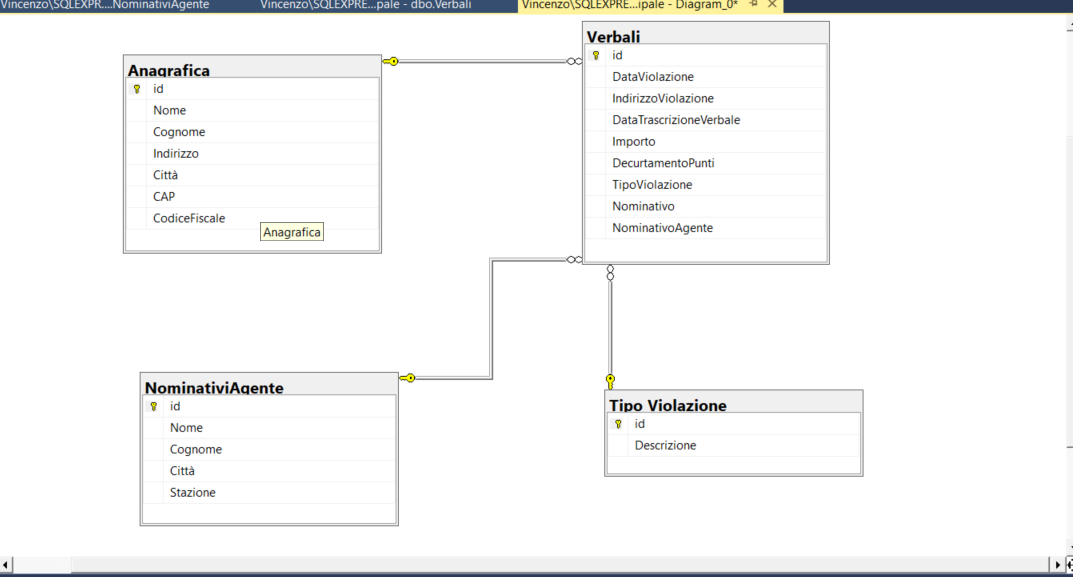 Vincenzo\SQLEXPR...NominativiAgente
Vincenzo\SQLEXPRE...pale - dbo.Verbali
Vincenzo\SQLEXPRE...ipale - Diagram_0*
Anagrafica
id
Nome
Cognome
Indirizzo
Città
CAP
CodiceFiscale
Anagrafica
Verbali
id
DataViolazione
IndirizzoViolazione
DataTrascrizioneVerbale
Importo
DecurtamentoPunti
TipoViolazione
Nominativo
NominativoAgente
NominativiAgente
id
Nome
Cognome
Città
Stazione
Tipo Violazione
id
Descrizione